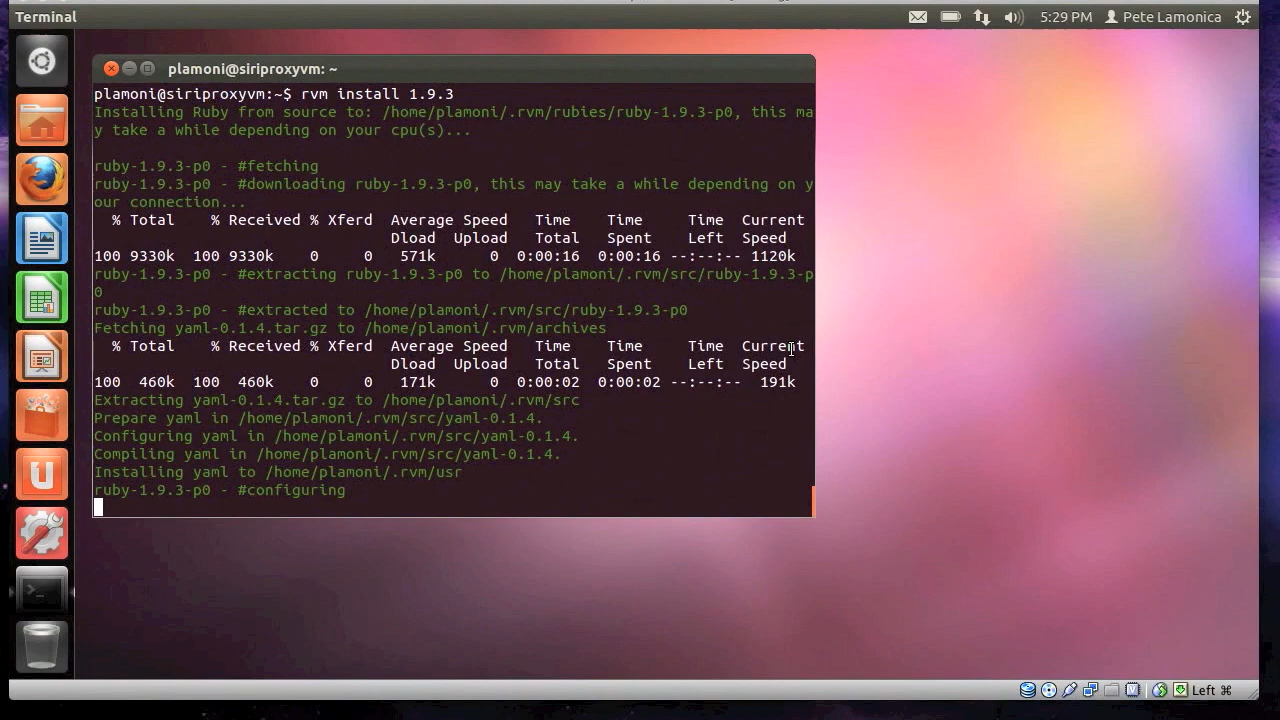 Terminal
5:29 PM
Pete Lamonica
plamoni@siriproxyvm: ~
plamoni@siriproxyvm:~$ rvm install 1.9.3
Installing Ruby from source to: /home/plamoni/.rvm/rubies/ruby-1.9.3-p0, this ma
y take a while depending on your cpu(s)...
ruby-1.9.3-p0 - #fetching
ruby-1.9.3-p0 - #downloading ruby-1.9.3-p0, this may take a while depending on y
our connection...
% Total % Received % Xferd Average Speed Time Time Time Current
Dload Upload Total Spent Left Speed
100 9330k 100 9330k 0 0 571k 0 0:00:16 0:00:16 --:--:-- 1120k
ruby-1.9.3-p0 - #extracting ruby-1.9.3-p0 to /home/plamoni/.rvm/src/ruby-1.9.3-p
0
ruby-1.9.3-p0 - #extracted to /home/plamoni/.rvm/src/ruby-1.9.3-p0
Fetching yaml-0.1.4.tar.gz to /home/plamoni/.rvm/archives
% Total % Received % Xferd Average Speed Time Time Time Current
Dload Upload Total Spent Left Speed
100 460k 100 460k 0 0 171k 0 0:00:02 0:00:02 --:--:-- 191k
Extracting yaml-0.1.4.tar.gz to /home/plamoni/.rvm/src
Prepare yaml in /home/plamoni/.rvm/src/yaml-0.1.4.
Configuring yaml in /home/plamoni/.rvm/src/yaml-0.1.4.
Compiling yaml in /home/plamoni/.rvm/src/yaml-0.1.4.
Installing yaml to /home/plamoni/.rvm/usr
ruby-1.9.3-p0 - #configuring
Left ⌘